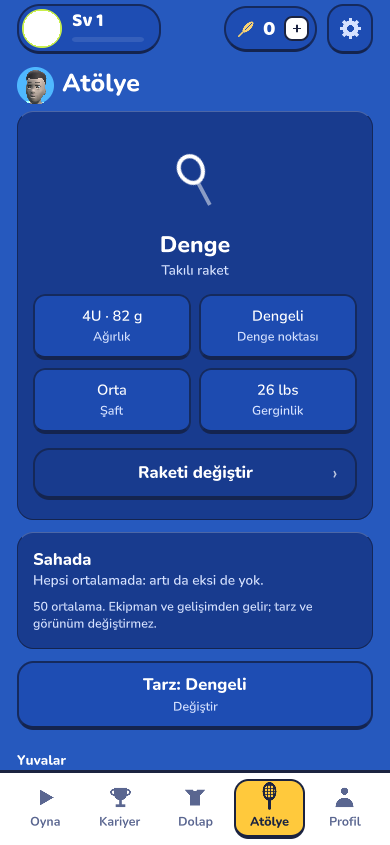 Sv 1
0
+
Atölye
Denge
Takılı raket
4U · 82 g
Ağırlık
Dengeli
Denge noktası
Orta
Şaft
26 lbs
Gerginlik
Raketi değiştir ›
Sahada
Hepsi ortalamada: artı da eksi de yok.
50 ortalama. Ekipman ve gelişimden gelir; tarz ve
görünüm değiştirmez.
Tarz: Dengeli
Değiştir
Yuvalar
Oyna
Kariyer
Dolap
Atölye
Profil